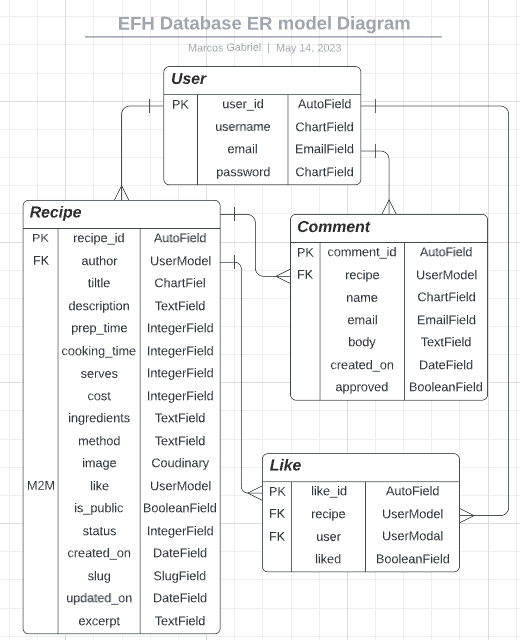 EFH Database ER model Diagram
Marcos Gabriel | May 14, 2023
User
PK user_id AutoField
username ChartField
email EmailField
password ChartField
Recipe
PK recipe_id AutoField
FK author UserModel
tiltle ChartFiel
description TextField
prep_time IntegerField
cooking_time IntegerField
serves IntegerField
cost IntegerField
ingredients TextField
method TextField
image Coudinary
M2M like UserModel
is_public BooleanField
status IntegerField
created_on DateField
slug SlugField
updated_on DateField
excerpt TextField
Comment
PK comment_id AutoField
FK recipe UserModel
name ChartField
email EmailField
body TextField
created_on DateField
approved BooleanField
Like
PK like_id AutoField
FK recipe UserModel
FK user UserModal
liked BooleanField